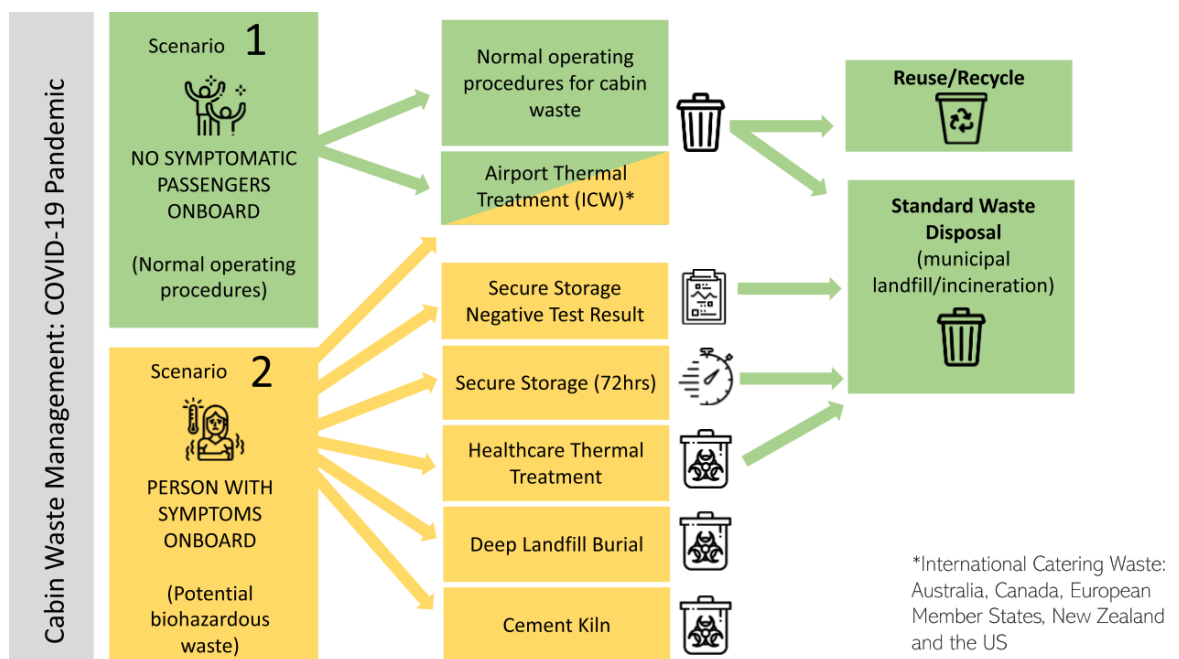 Cabin Waste Management: COVID-19 Pandemic
Scenario 1
NO SYMPTOMATIC
PASSENGERS
ONBOARD
(Normal operating
procedures)
Scenario 2
PERSON WITH
SYMPTOMS
ONBOARD
(Potential
biohazardous
waste)
Normal operating
procedures for cabin
waste
Airport Thermal
Treatment (ICW)*
Secure Storage
Negative Test Result
Secure Storage (72hrs)
Healthcare Thermal
Treatment
Deep Landfill Burial
Cement Kiln
Reuse/Recycle
Standard Waste
Disposal
(municipal
landfill/incineration)
*International Catering Waste:
Australia, Canada, European
Member States, New Zealand
and the US